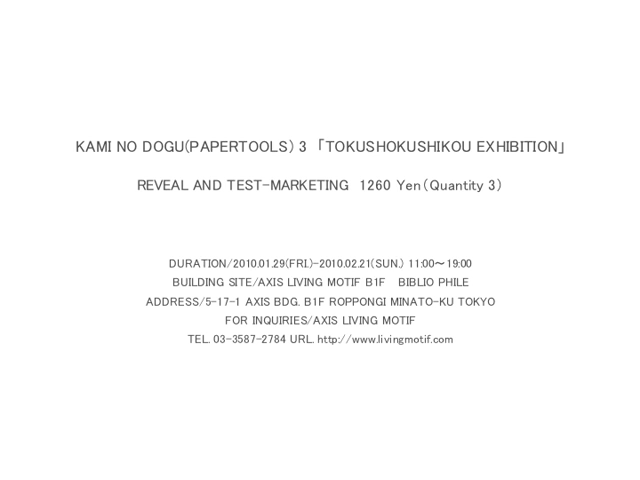 KAMI NO DOGU(PAPERTOOLS) 3 「TOKUSHOKUSHIKOU EXHIBITION」
REVEAL AND TEST-MARKETING 1260 Yen(Quantity 3)
DURATION/2010.01.29(FRI.)-2010.02.21(SUN.) 11:00～19:00
BUILDING SITE/AXIS LIVING MOTIF B1F　BIBLIO PHILE
ADDRESS/5-17-1 AXIS BDG. B1F ROPPONGI MINATO-KU TOKYO
FOR INQUIRIES/AXIS LIVING MOTIF
TEL. 03-3587-2784 URL. http://www.livingmotif.com